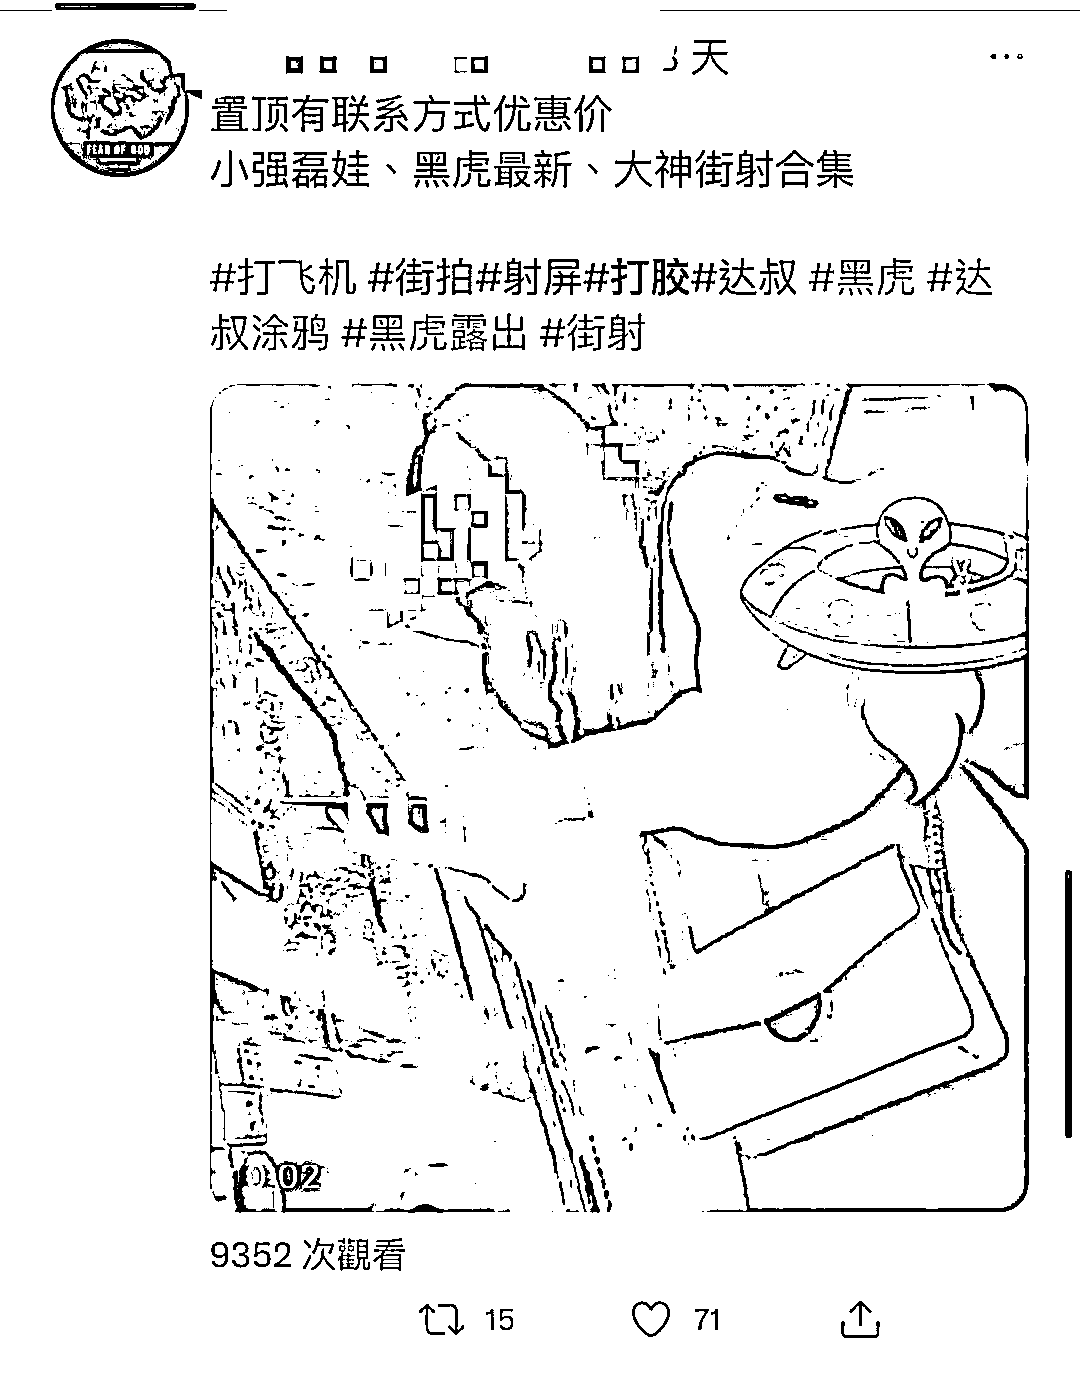 3 天
置顶有联系方式优惠价
小强磊娃、黑虎最新、大神街射合集
#打飞机 #街拍#射屏#打胶#达叔 #黑虎 #达
叔涂鸦 #黑虎露出 #街射
FEAR OF GOD
0:02
9352 次觀看
15 71